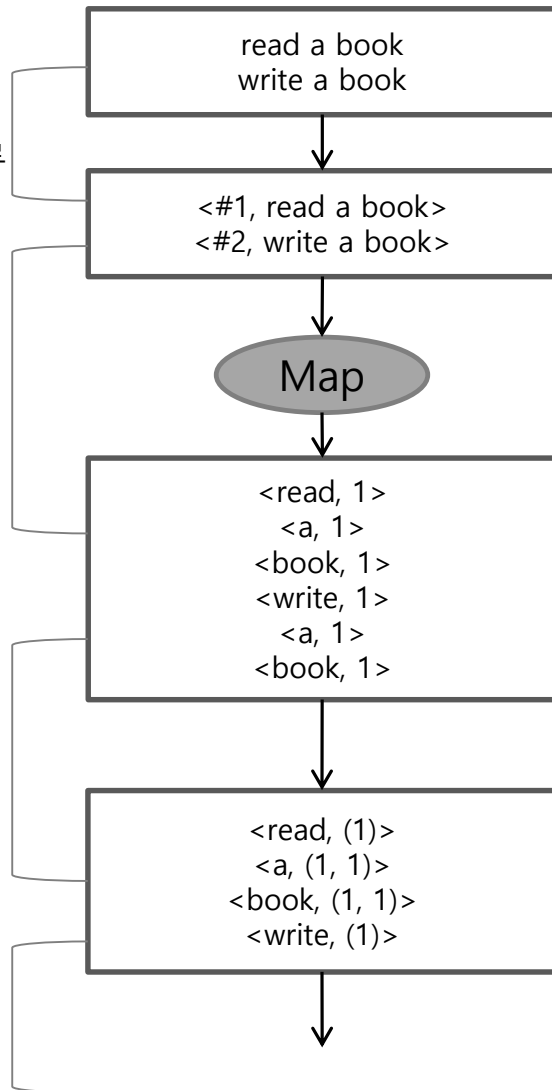 read a book
write a book
<#1, read a book>
<#2, write a book>
Map
<read, 1>
<a, 1>
<book, 1>
<write, 1>
<a, 1>
<book, 1>
<read, (1)>
<a, (1, 1)>
<book, (1, 1)>
<write, (1)>